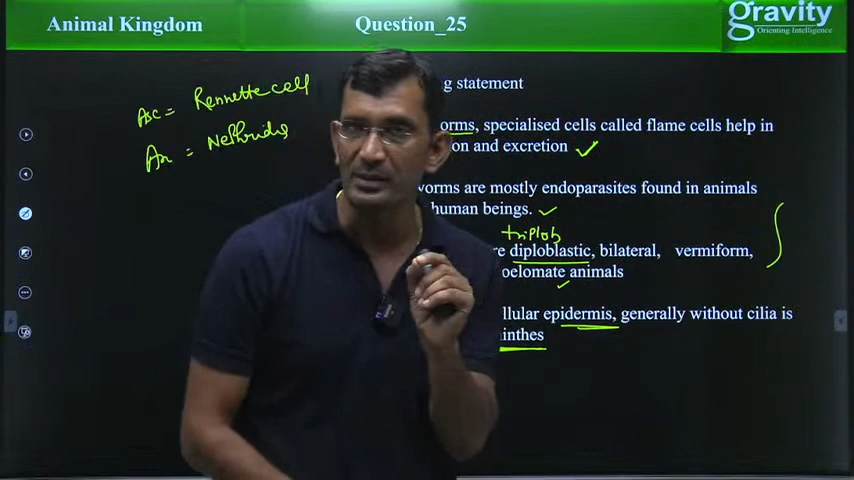 Animal Kingdom
Question_25
gravity
Orienting Intelligence
g statement
Asc = Rennette cell
orms, specialised cells called flame cells help in
on and excretion
An = Nephridia
worms are mostly endoparasites found in animals
human beings.
triplob
re diploblastic, bilateral, vermiform,
oelomate animals
llular epidermis, generally without cilia is
inthes